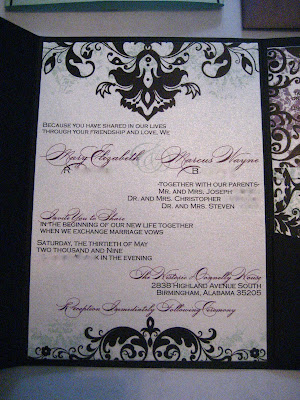 Because you have shared in our lives
through your friendship and love, we
Mary Elizabeth & Marcus Wayne
R B
-together with our parents-
Mr. and Mrs. Joseph
Dr. and Mrs. Christopher
Dr. and Mrs. Steven
Invite You to Share
in the beginning of our new life together
when we exchange marriage vows
Saturday, the thirtieth of May
two thousand and Nine
in the evening
The Historic Donnelly House
2838 Highland Avenue South
Birmingham, Alabama 35205
Reception Immediately Following Ceremony